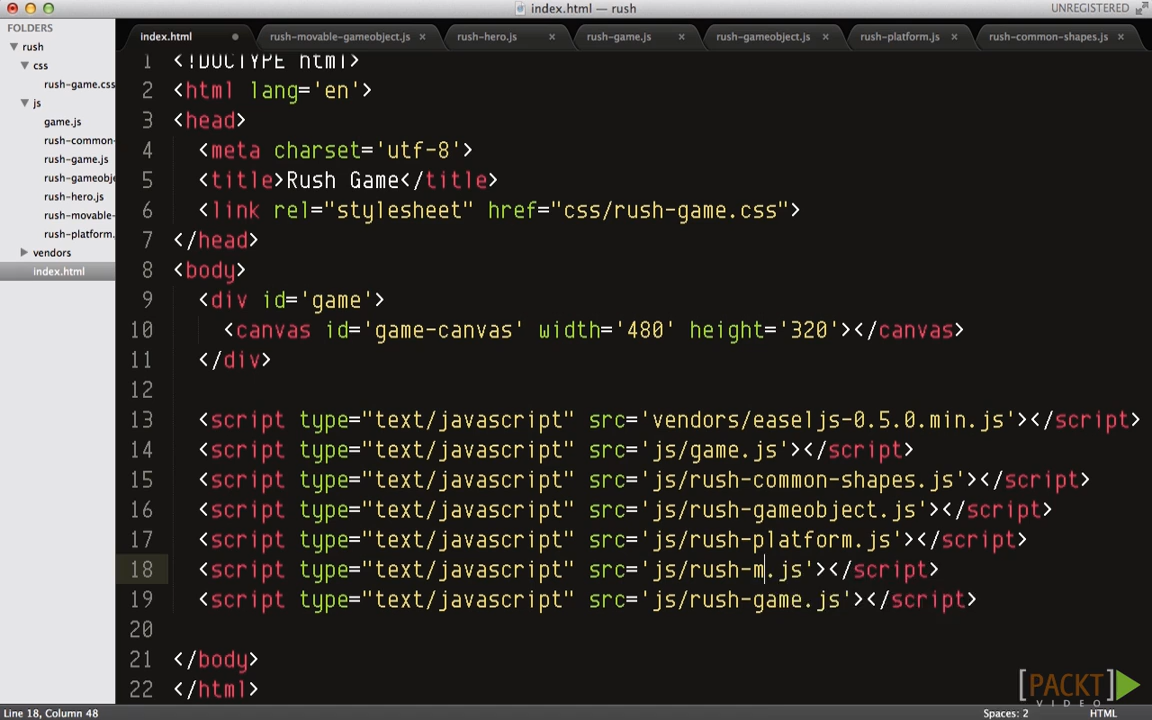 index.html — rush
UNREGISTERED
FOLDERS
rush
css
rush-game.css
js
game.js
rush-common-
rush-game.js
rush-gameobje
rush-hero.js
rush-movable-
rush-platform.
vendors
index.html
index.html
rush-movable-gameobject.js ×
rush-hero.js ×
rush-game.js ×
rush-gameobject.js ×
rush-platform.js ×
rush-common-shapes.js ×
1 <!DOCTYPE html>
2 <html lang='en'>
3 <head>
4 <meta charset='utf-8'>
5 <title>Rush Game</title>
6 <link rel="stylesheet" href="css/rush-game.css">
7 </head>
8 <body>
9 <div id='game'>
10 <canvas id='game-canvas' width='480' height='320'></canvas>
11 </div>
12
13 <script type="text/javascript" src='vendors/easeljs-0.5.0.min.js'></script>
14 <script type="text/javascript" src='js/game.js'></script>
15 <script type="text/javascript" src='js/rush-common-shapes.js'></script>
16 <script type="text/javascript" src='js/rush-gameobject.js'></script>
17 <script type="text/javascript" src='js/rush-platform.js'></script>
18 <script type="text/javascript" src='js/rush-m.js'></script>
19 <script type="text/javascript" src='js/rush-game.js'></script>
20
21 </body>
22 </html>
[PACKT]
VIDEO
Line 18, Column 48
Spaces: 2
HTML